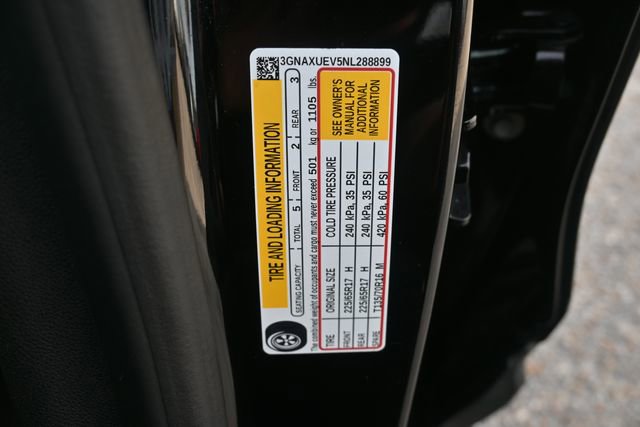 3GNAXUEV5NL288899
TIRE AND LOADING INFORMATION
SEATING CAPACITY TOTAL 5 FRONT 2 REAR 3
The combined weight of occupants and cargo must never exceed 501 kg or 1105 lbs.
TIRE ORIGINAL SIZE COLD TIRE PRESSURE
FRONT 225/65R17 H 240 kPa, 35 PSI
REAR 225/65R17 H 240 kPa, 35 PSI
SPARE T135/70R16 M 420 kPa, 60 PSI
SEE OWNER'S
MANUAL FOR
ADDITIONAL
INFORMATION